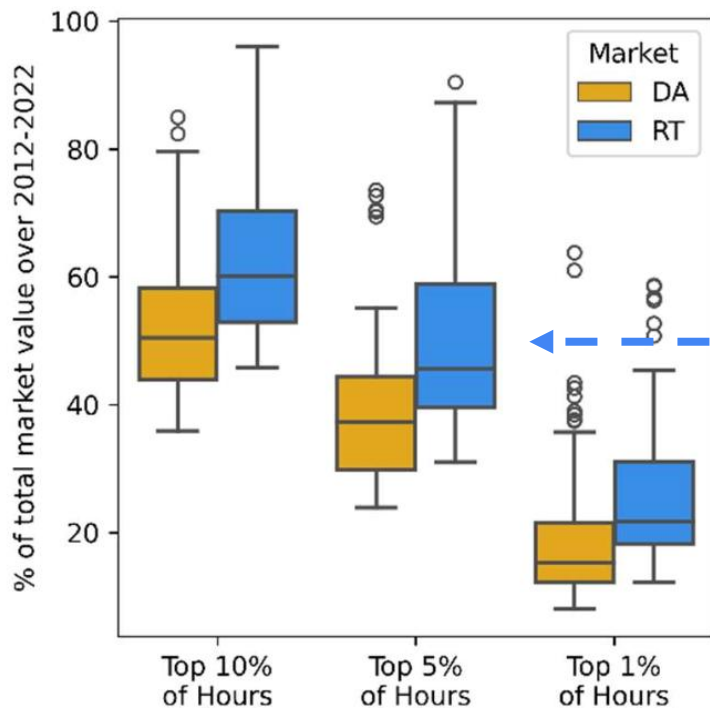 % of total market value over 2012-2022
100
80
60
40
20
Market
DA
RT
Top 10%
of Hours
Top 5%
of Hours
Top 1%
of Hours